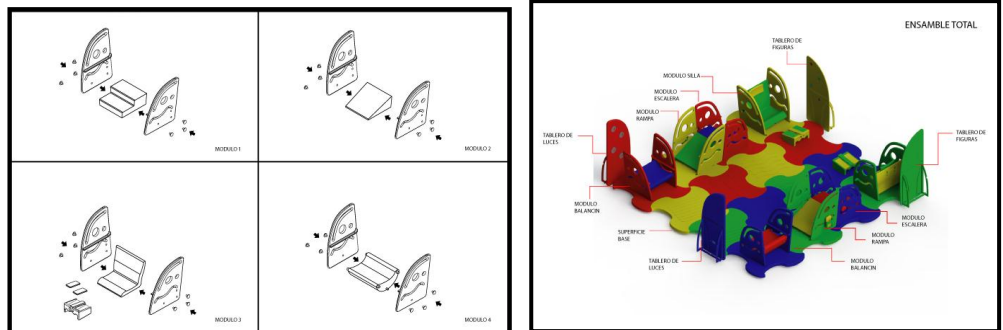 MODULO 1
MODULO 2
MODULO 3
MODULO 4
ENSAMBLE TOTAL
TABLERO DE
FIGURAS
MODULO SILLA
MODULO
ESCALERA
MODULO
RAMPA
TABLERO DE
LUCES
TABLERO DE
FIGURAS
MODULO
BALANCIN
SUPERFICIE
BASE
TABLERO DE
LUCES
MODULO
ESCALERA
MODULO
RAMPA
MODULO
BALANCIN